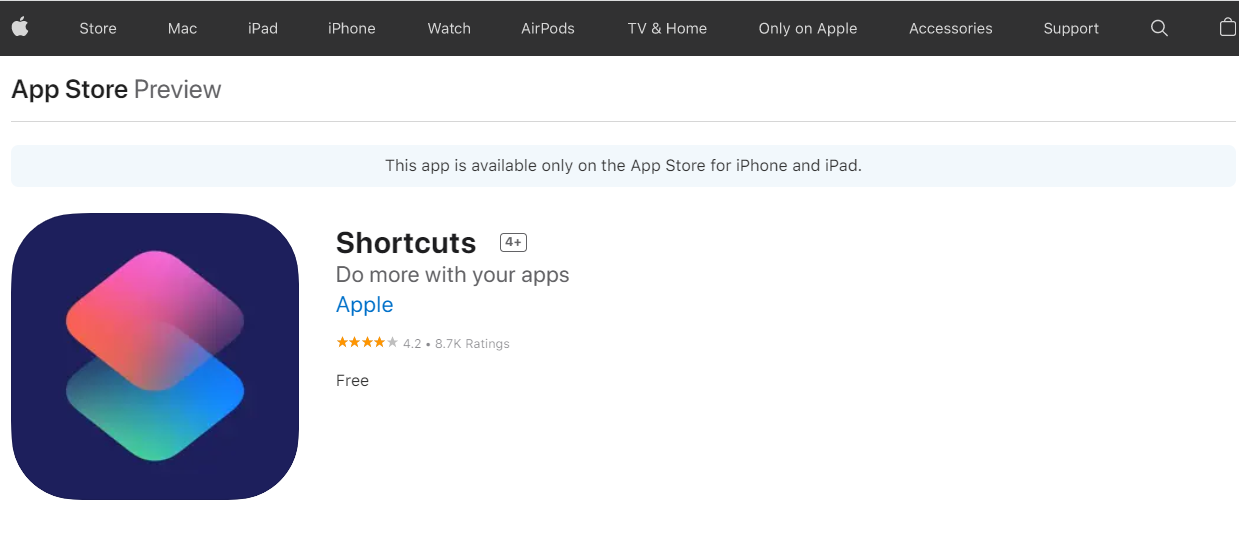 Store Mac iPad iPhone Watch AirPods TV & Home Only on Apple Accessories Support
App Store Preview
This app is available only on the App Store for iPhone and iPad.
Shortcuts 4+
Do more with your apps
Apple
4.2 • 8.7K Ratings
Free